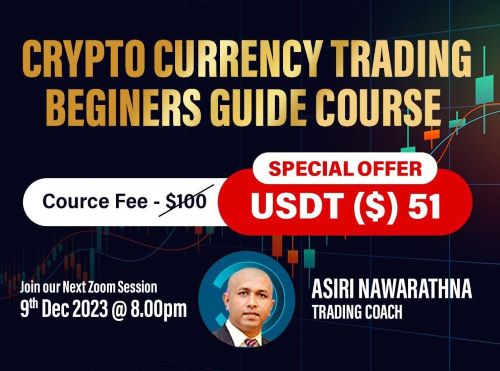 CRYPTO CURRENCY TRADING
BEGINERS GUIDE COURSE
SPECIAL OFFER
Cource Fee - $100
USDT ($) 51
Join our Next Zoom Session
9th Dec 2023 @ 8.00pm
ASIRI NAWARATHNA
TRADING COACH